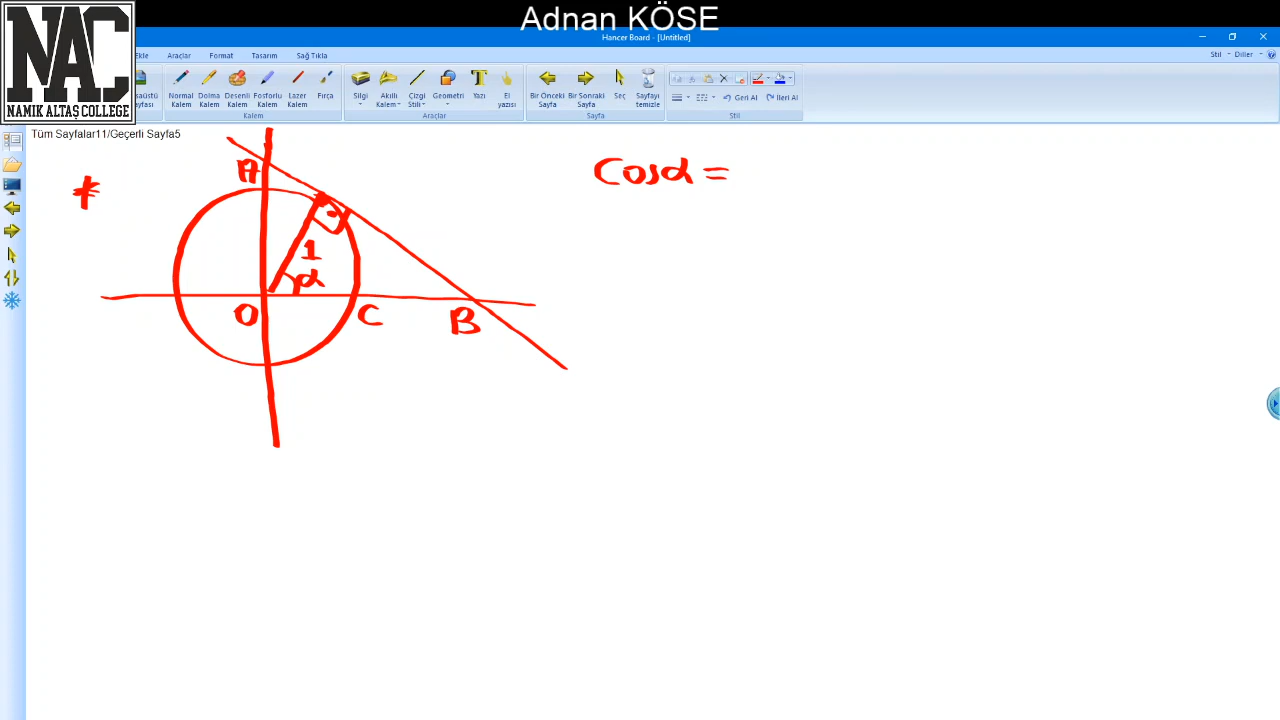 Adnan KÖSE
NAC
NAMIK ALTAŞ COLLEGE
Hancer Board - [Untitled]
Ekle Araçlar Format Tasarım Sağ Tıkla
Stil Diller
Normal Kalem
Dolma Kalem
Desenli Kalem
Fosforlu Kalem
Lazer Kalem
Fırça
Silgi
Akıllı Kalem
Çizgi Stili
Geometri
Yazı
El yazısı
Bir Önceki Sayfa
Bir Sonraki Sayfa
Seç
Sayfayı temizle
Geri Al
İleri Al
Kalem
Araçlar
Sayfa
Stil
Tüm Sayfalar11/Geçerli Sayfa5
*
A
1
α
O
C
B
Cosα =